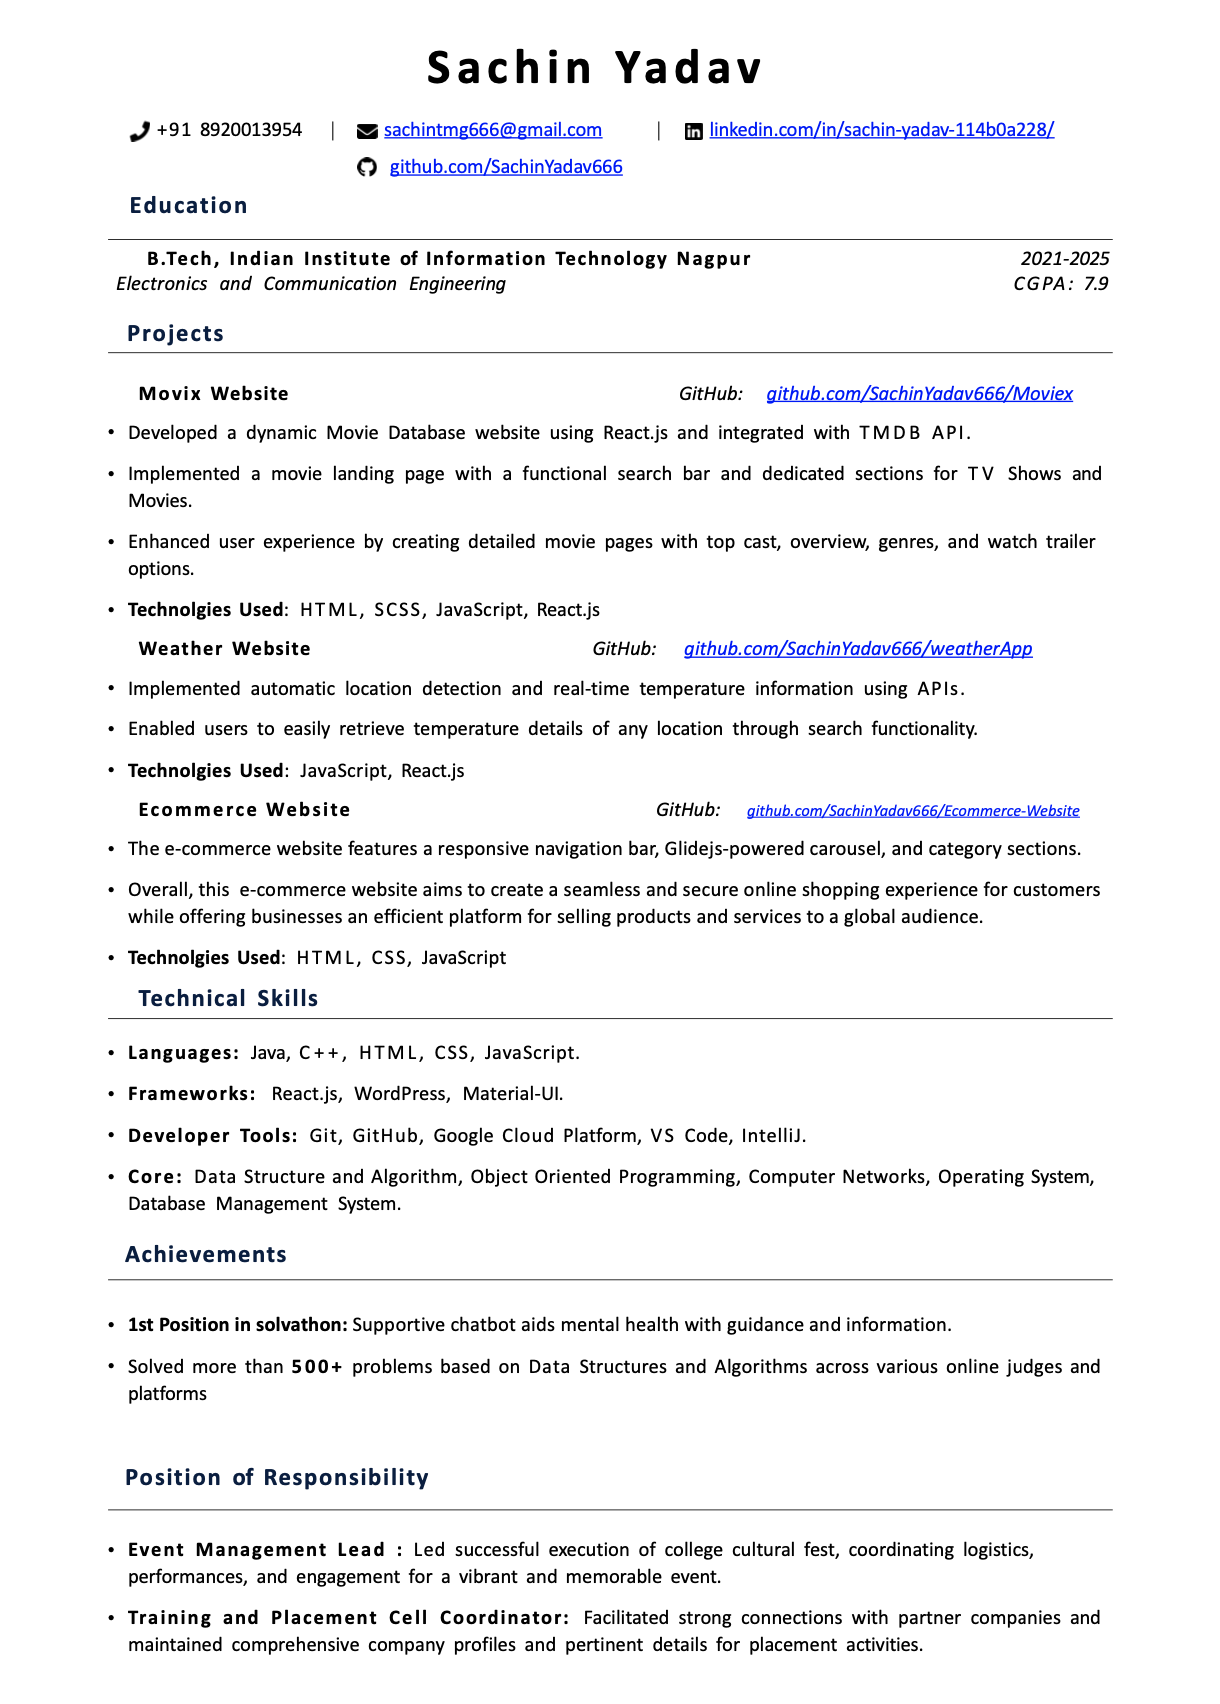 Sachin Yadav
+91 8920013954 | sachintmg666@gmail.com | linkedin.com/in/sachin-yadav-114b0a228/
github.com/SachinYadav666
Education
B.Tech, Indian Institute of Information Technology Nagpur 2021-2025
Electronics and Communication Engineering CGPA: 7.9
Projects
Movix Website GitHub: github.com/SachinYadav666/Moviex
• Developed a dynamic Movie Database website using React.js and integrated with TMDB API.
• Implemented a movie landing page with a functional search bar and dedicated sections for TV Shows and
Movies.
• Enhanced user experience by creating detailed movie pages with top cast, overview, genres, and watch trailer
options.
• Technolgies Used: HTML, SCSS, JavaScript, React.js
Weather Website GitHub: github.com/SachinYadav666/weatherApp
• Implemented automatic location detection and real-time temperature information using APIs.
• Enabled users to easily retrieve temperature details of any location through search functionality.
• Technolgies Used: JavaScript, React.js
Ecommerce Website GitHub: github.com/SachinYadav666/Ecommerce-Website
• The e-commerce website features a responsive navigation bar, Glidejs-powered carousel, and category sections.
• Overall, this e-commerce website aims to create a seamless and secure online shopping experience for customers
while offering businesses an efficient platform for selling products and services to a global audience.
• Technolgies Used: HTML, CSS, JavaScript
Technical Skills
• Languages: Java, C++, HTML, CSS, JavaScript.
• Frameworks: React.js, WordPress, Material-UI.
• Developer Tools: Git, GitHub, Google Cloud Platform, VS Code, IntelliJ.
• Core: Data Structure and Algorithm, Object Oriented Programming, Computer Networks, Operating System,
Database Management System.
Achievements
• 1st Position in solvathon: Supportive chatbot aids mental health with guidance and information.
• Solved more than 500+ problems based on Data Structures and Algorithms across various online judges and
platforms
Position of Responsibility
• Event Management Lead : Led successful execution of college cultural fest, coordinating logistics,
performances, and engagement for a vibrant and memorable event.
• Training and Placement Cell Coordinator: Facilitated strong connections with partner companies and
maintained comprehensive company profiles and pertinent details for placement activities.